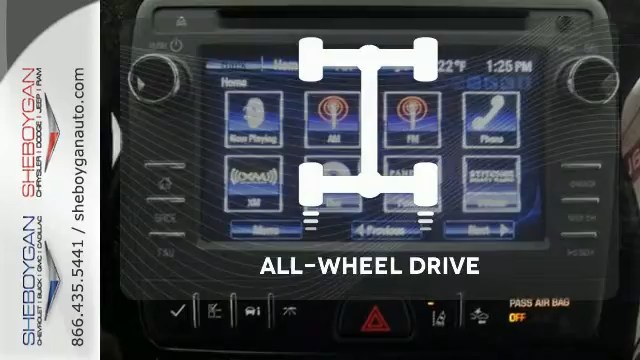 SHEBOYGAN
CHEVROLET | BUICK | GMC | CADILLAC
SHEBOYGAN
CHRYSLER | DODGE | JEEP | RAM
866.435.5441 / sheboyganauto.com
22°F
1:25 PM
Home
Now Playing
AM
FM
Phone
XM
Menu
Previous
Next
ALL-WHEEL DRIVE
PASS AIR BAG
OFF